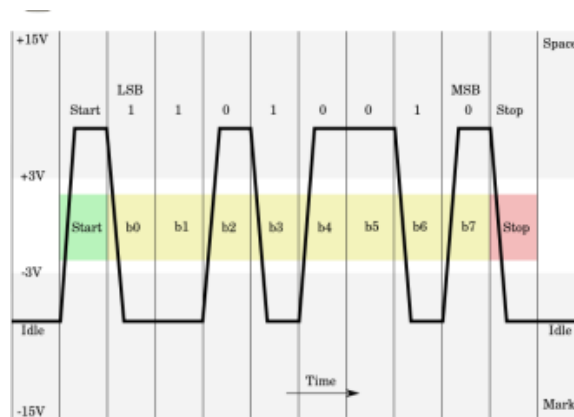 +15V
Space
LSB MSB
Start 1 1 0 1 0 0 1 0 Stop
+3V
Start b0 b1 b2 b3 b4 b5 b6 b7 Stop
-3V
Idle Idle
Time
-15V
Mark